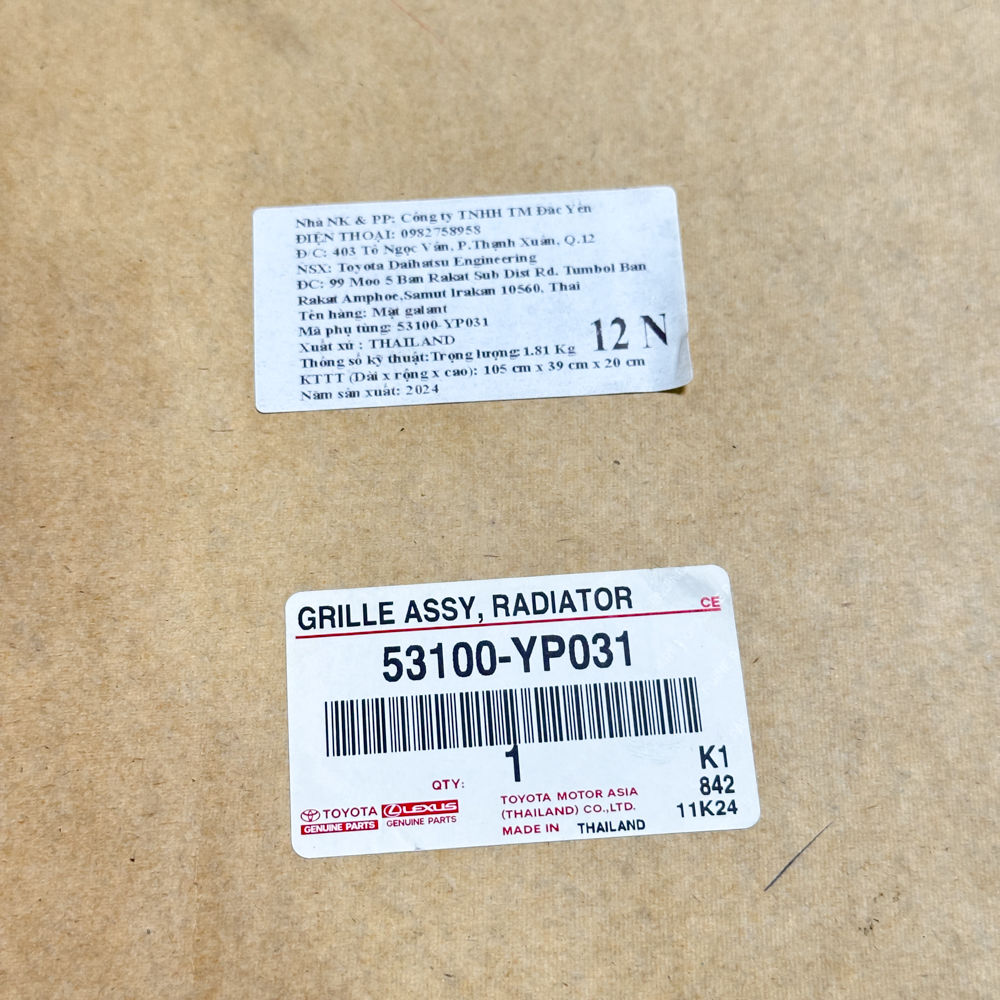 Nhà NK & PP: Công ty TNHH TM Đắc Yến
ĐIỆN THOẠI: 0982758958
Đ/C: 403 Tô Ngọc Vân, P.Thạnh Xuân, Q.12
NSX: Toyota Daihatsu Engineering
ĐC: 99 Moo 5 Ban Rakat Sub Dist Rd. Tumbol Ban
Rakat Amphoe,Samut Irakan 10560, Thai
Tên hàng: Mặt galant
Mã phụ tùng: 53100-YP031
Xuất xứ : THAILAND
12 N
Thông số kỹ thuật:Trọng lượng: 1.81 Kg
KTTT (Dài x rộng x cao): 105 cm x 39 cm x 20 cm
Năm sản xuất: 2024
GRILLE ASSY, RADIATOR
CE
53100-YP031
QTY: 1
K1
842
11K24
TOYOTA
GENUINE PARTS
LEXUS
GENUINE PARTS
TOYOTA MOTOR ASIA
(THAILAND) CO.,LTD.
MADE IN THAILAND